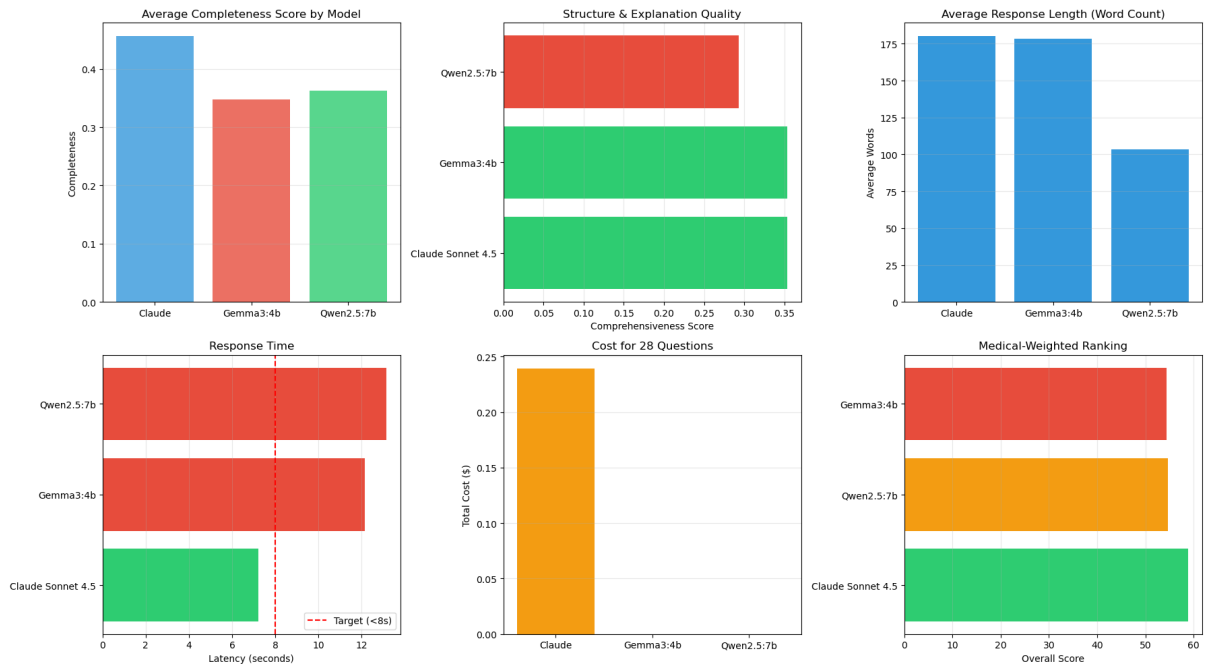 Average Completeness Score by Model
Completeness
0.4
0.3
0.2
0.1
0.0
Claude
Gemma3:4b
Qwen2.5:7b
Structure & Explanation Quality
Qwen2.5:7b
Gemma3:4b
Claude Sonnet 4.5
0.00 0.05 0.10 0.15 0.20 0.25 0.30 0.35
Comprehensiveness Score
Average Response Length (Word Count)
Average Words
175
150
125
100
75
50
25
0
Claude
Gemma3:4b
Qwen2.5:7b
Response Time
Qwen2.5:7b
Gemma3:4b
Claude Sonnet 4.5
Target (<8s)
0 2 4 6 8 10 12
Latency (seconds)
Cost for 28 Questions
Total Cost ($)
0.25
0.20
0.15
0.10
0.05
0.00
Claude
Gemma3:4b
Qwen2.5:7b
Medical-Weighted Ranking
Gemma3:4b
Qwen2.5:7b
Claude Sonnet 4.5
0 10 20 30 40 50 60
Overall Score